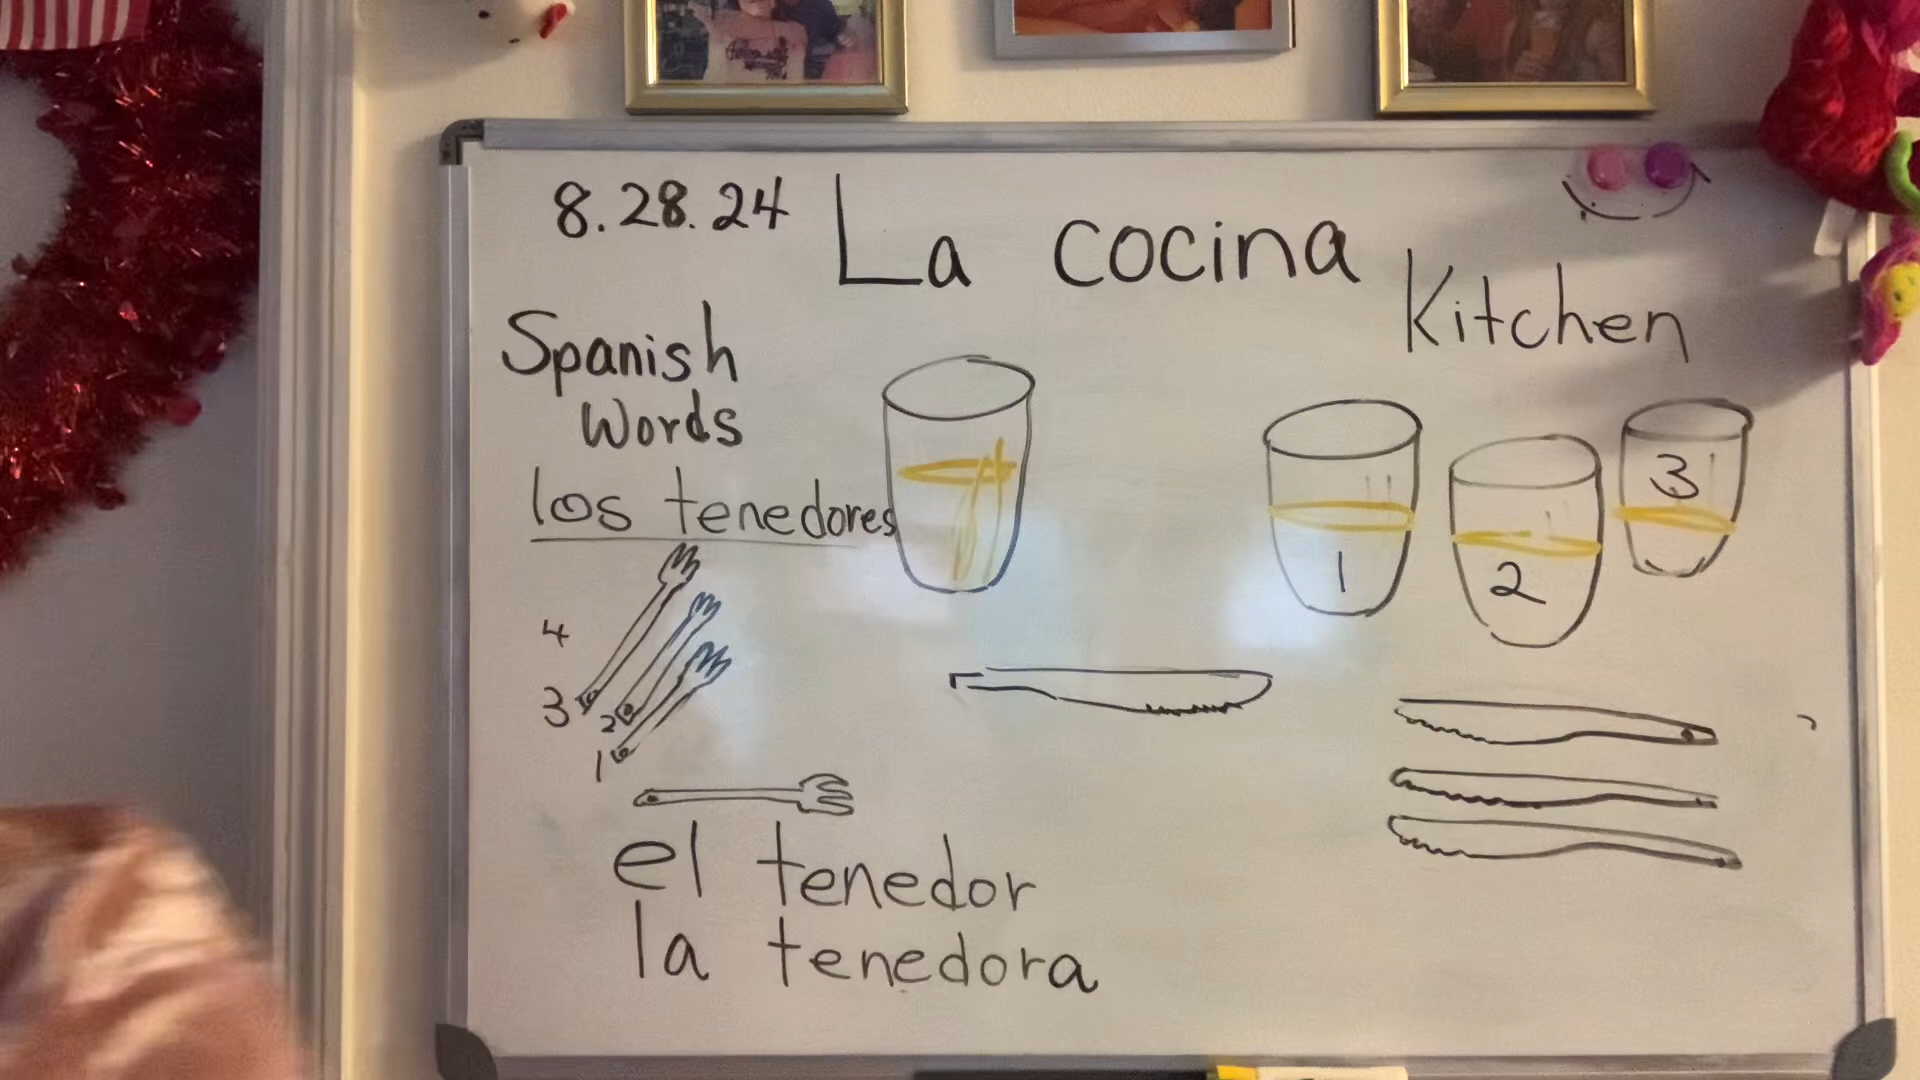 8.28.24 La cocina
Kitchen
Spanish
Words
los tenedores
1
2
3
4
3
2
1
el tenedor
la tenedora